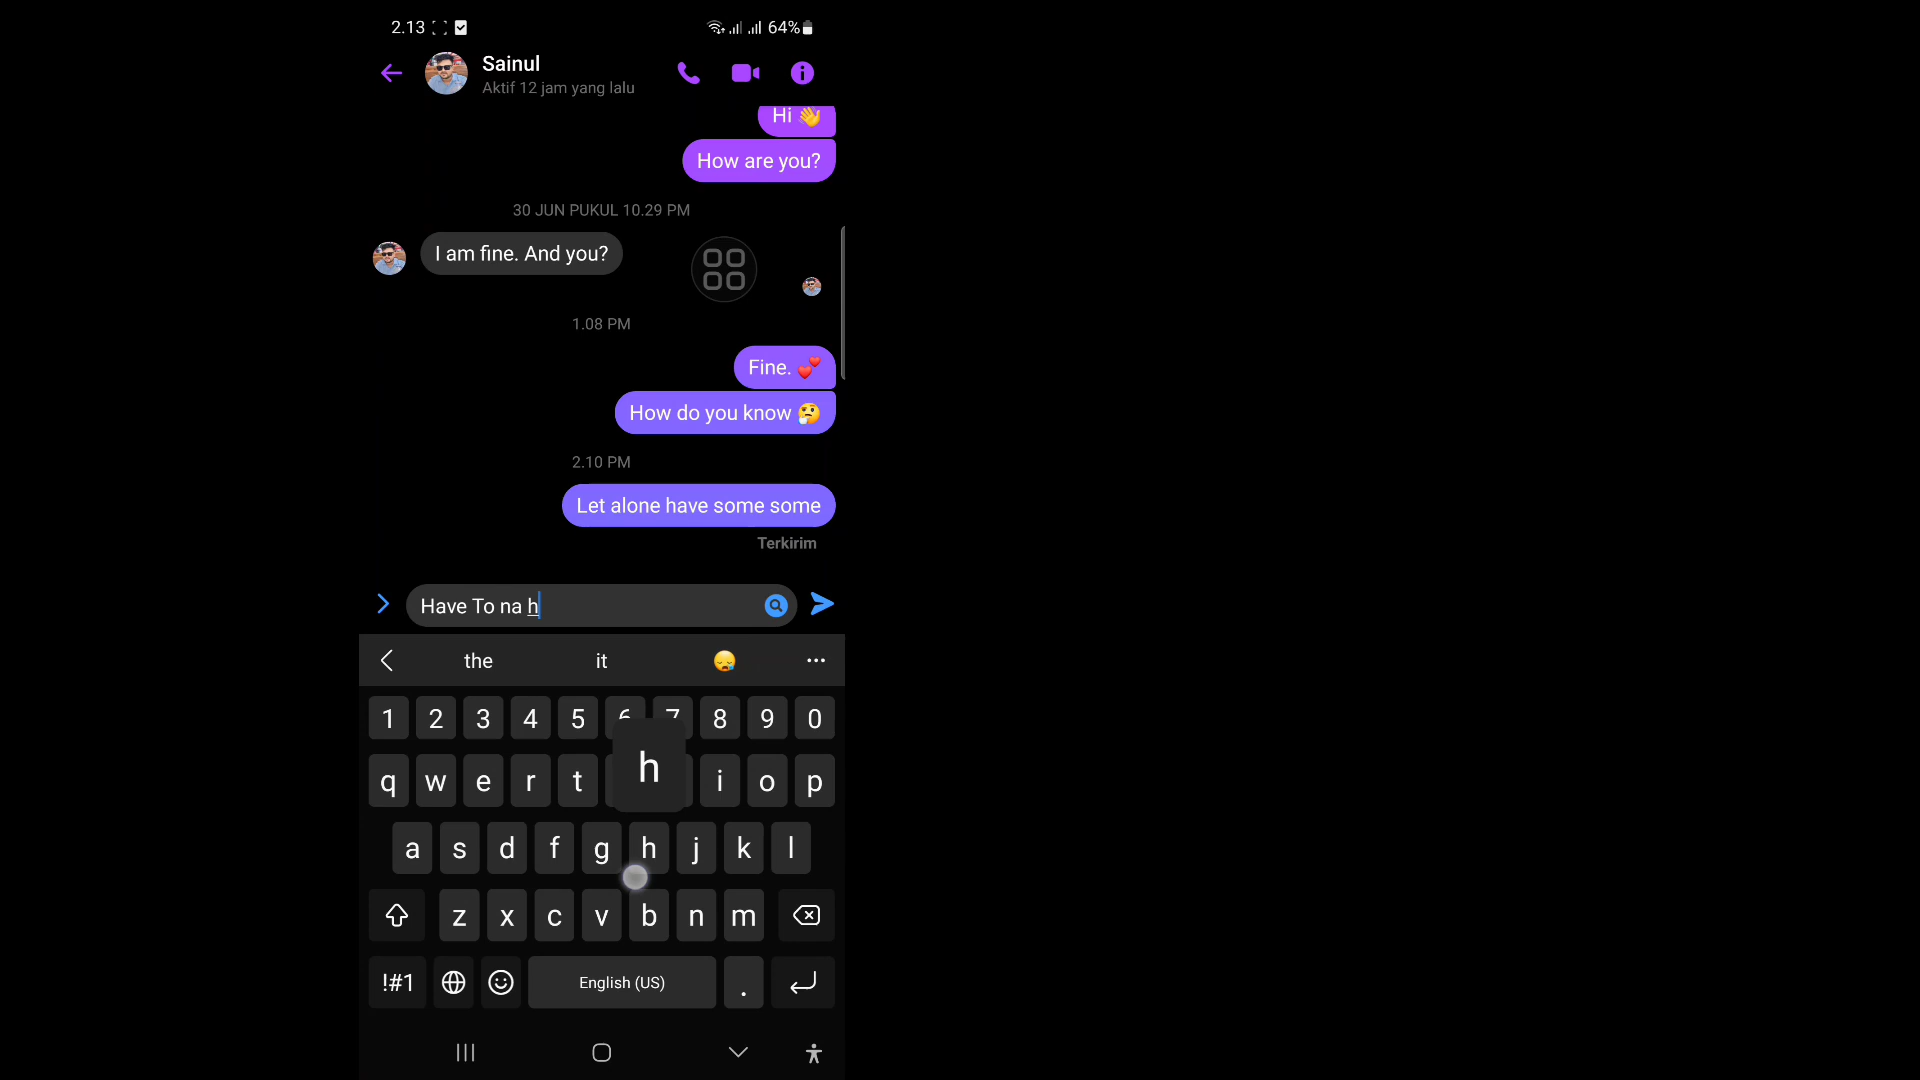 2.13 64%
Sainul
Aktif 12 jam yang lalu
Hi 👋
How are you?
30 JUN PUKUL 10.29 PM
I am fine. And you?
1.08 PM
Fine. 💕
How do you know 🤔
2.10 PM
Let alone have some some
Terkirim
Have To na h
the it 😪
1 2 3 4 5 6 7 8 9 0
q w e r t h i o p
a s d f g h j k l
z x c v b n m
!#1 English (US) .